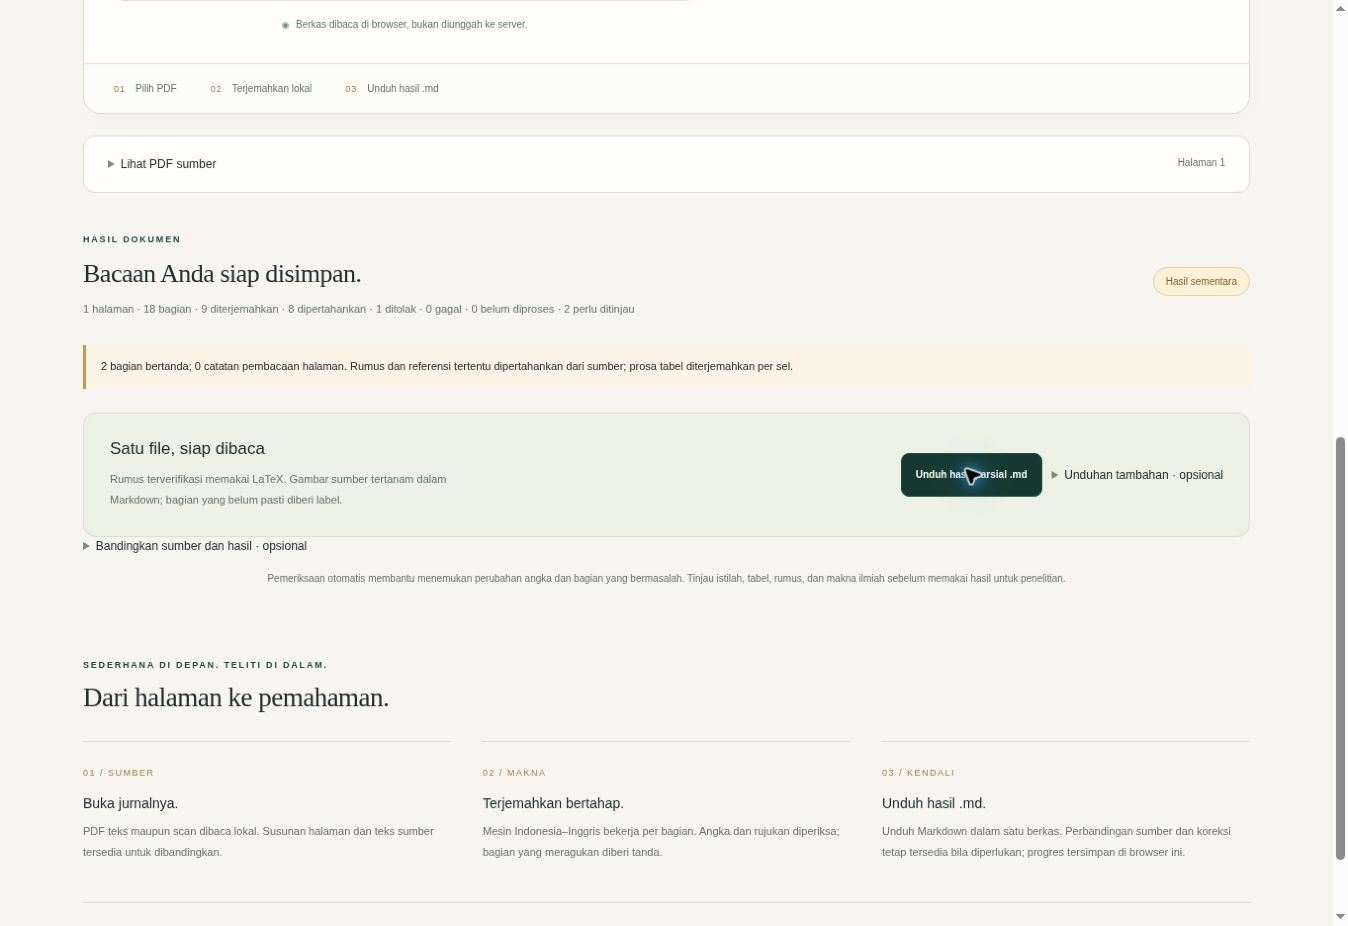 Berkas dibaca di browser, bukan diunggah ke server.
01 Pilih PDF 02 Terjemahkan lokal 03 Unduh hasil .md
Lihat PDF sumber
Halaman 1
HASIL DOKUMEN
Bacaan Anda siap disimpan.
Hasil sementara
1 halaman · 18 bagian · 9 diterjemahkan · 8 dipertahankan · 1 ditolak · 0 gagal · 0 belum diproses · 2 perlu ditinjau
2 bagian bertanda; 0 catatan pembacaan halaman. Rumus dan referensi tertentu dipertahankan dari sumber; prosa tabel diterjemahkan per sel.
Satu file, siap dibaca
Rumus terverifikasi memakai LaTeX. Gambar sumber tertanam dalam
Markdown; bagian yang belum pasti diberi label.
Unduh .md
Unduhan tambahan · opsional
Bandingkan sumber dan hasil · opsional
Pemeriksaan otomatis membantu menemukan perubahan angka dan bagian yang bermasalah. Tinjau istilah, tabel, rumus, dan makna ilmiah sebelum memakai hasil untuk penelitian.
SEDERHANA DI DEPAN. TELITI DI DALAM.
Dari halaman ke pemahaman.
01 / SUMBER
Buka jurnalnya.
PDF teks maupun scan dibaca lokal. Susunan halaman dan teks sumber
tersedia untuk dibandingkan.
02 / MAKNA
Terjemahkan bertahap.
Mesin Indonesia–Inggris bekerja per bagian. Angka dan rujukan diperiksa;
bagian yang meragukan diberi tanda.
03 / KENDALI
Unduh hasil .md.
Unduh Markdown dalam satu berkas. Perbandingan sumber dan koreksi
tetap tersedia bila diperlukan; progres tersimpan di browser ini.